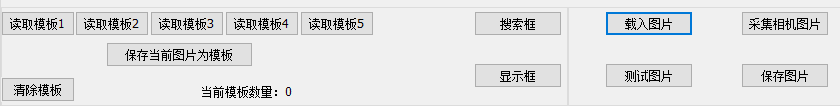 读取模板1 读取模板2 读取模板3 读取模板4 读取模板5 搜索框 载入图片 采集相机图片
保存当前图片为模板
显示框 测试图片 保存图片
清除模板 当前模板数量：0